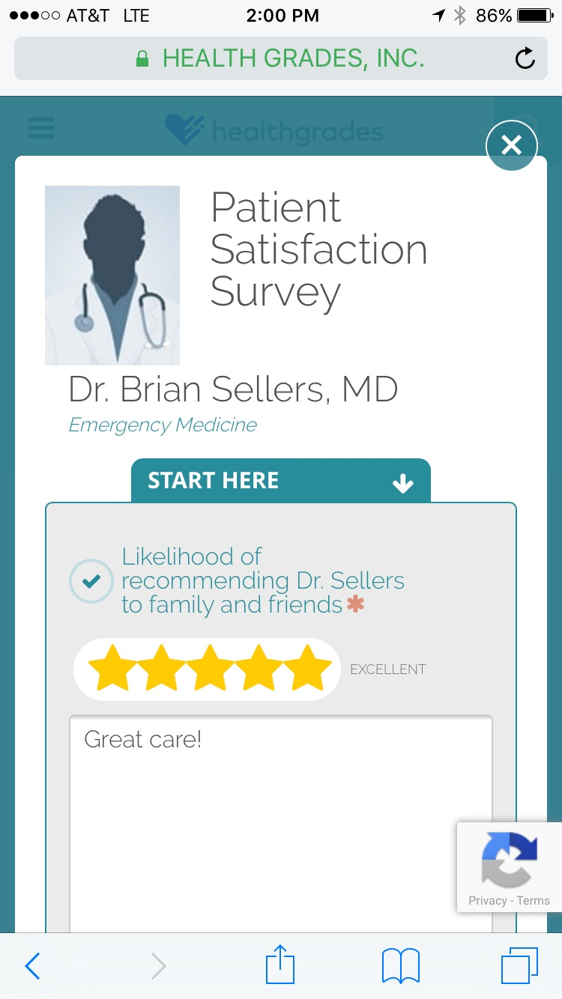 AT&T LTE 2:00 PM 86%
HEALTH GRADES, INC.
healthgrades
Patient
Satisfaction
Survey
Dr. Brian Sellers, MD
Emergency Medicine
START HERE
Likelihood of
recommending Dr. Sellers
to family and friends*
EXCELLENT
Great care!
Privacy - Terms